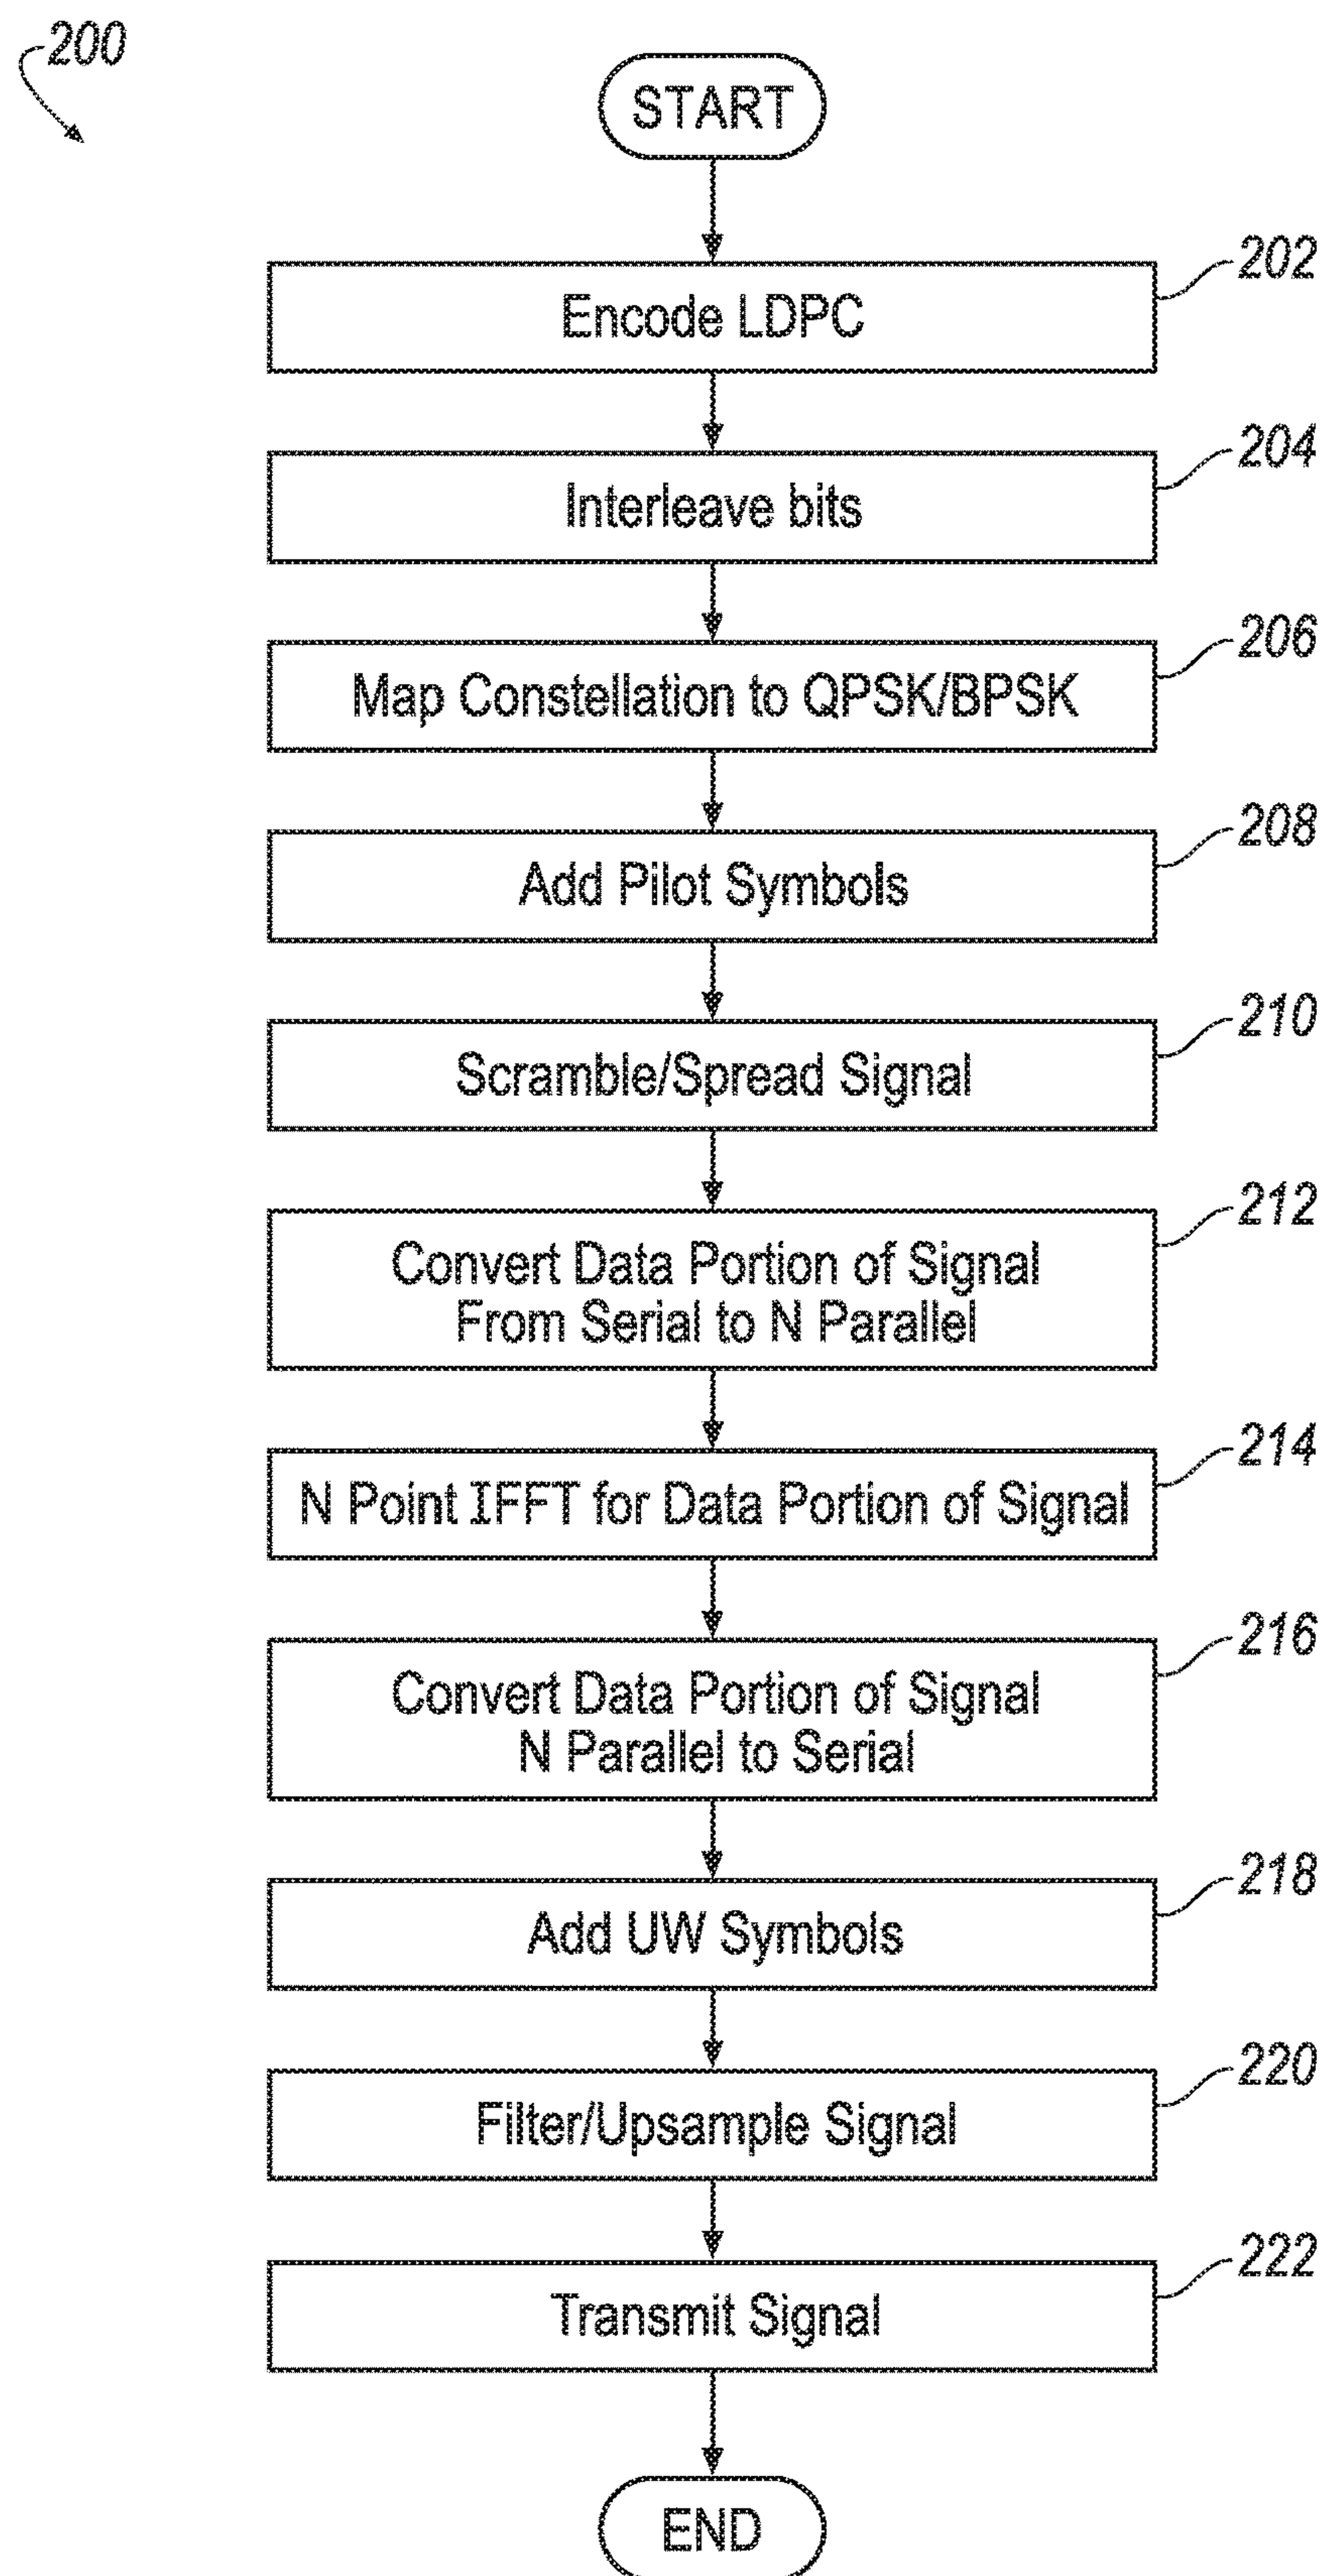 200
START
202
Encode LDPC
204
Interleave bits
206
Map Constellation to QPSK/BPSK
208
Add Pilot Symbols
210
Scramble/Spread Signal
212
Convert Data Portion of Signal
From Serial to N Parallel
214
N Point IFFT for Data Portion of Signal
216
Convert Data Portion of Signal
N Parallel to Serial
218
Add UW Symbols
220
Filter/Upsample Signal
222
Transmit Signal
END